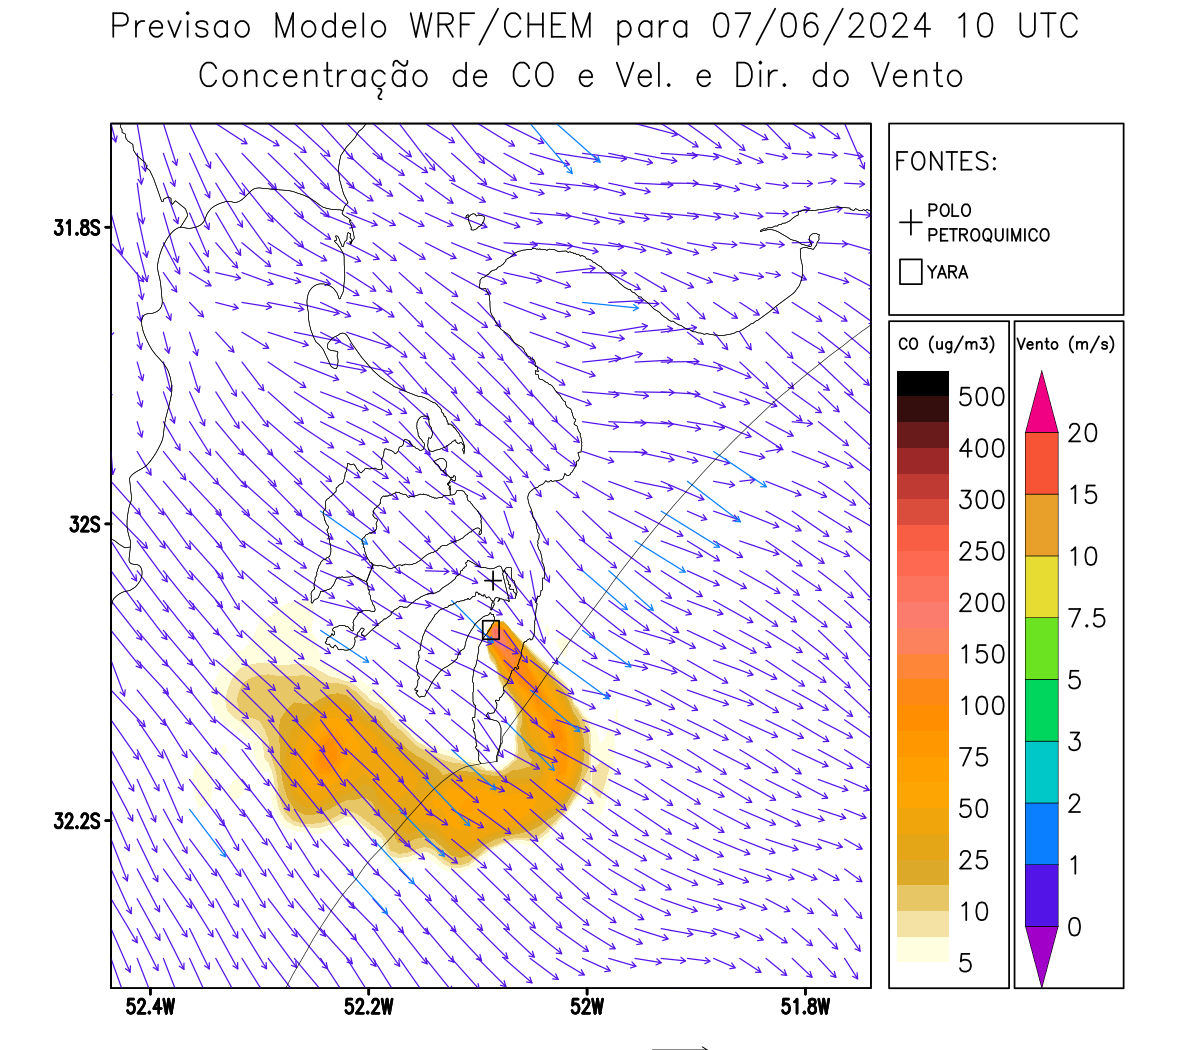 Previsao Modelo WRF/CHEM para 07/06/2024 10 UTC
Concentração de CO e Vel. e Dir. do Vento
FONTES:
POLO
PETROQUIMICO
YARA
31.8S
32S
32.2S
52.4W
52.2W
52W
51.8W
CO (ug/m3)
500
400
300
250
200
150
100
75
50
25
10
5
Vento (m/s)
20
15
10
7.5
5
3
2
1
0